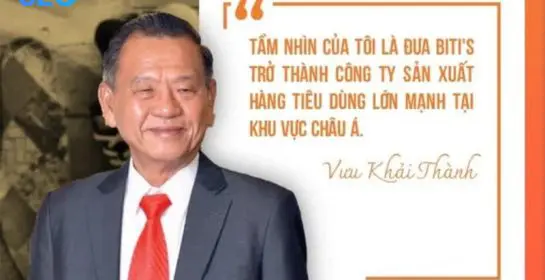 TẦM NHÌN CỦA TÔI LÀ ĐƯA BITI'S
TRỞ THÀNH CÔNG TY SẢN XUẤT
HÀNG TIÊU DÙNG LỚN MẠNH TẠI
KHU VỰC CHÂU Á.
Vưu Khải Thành